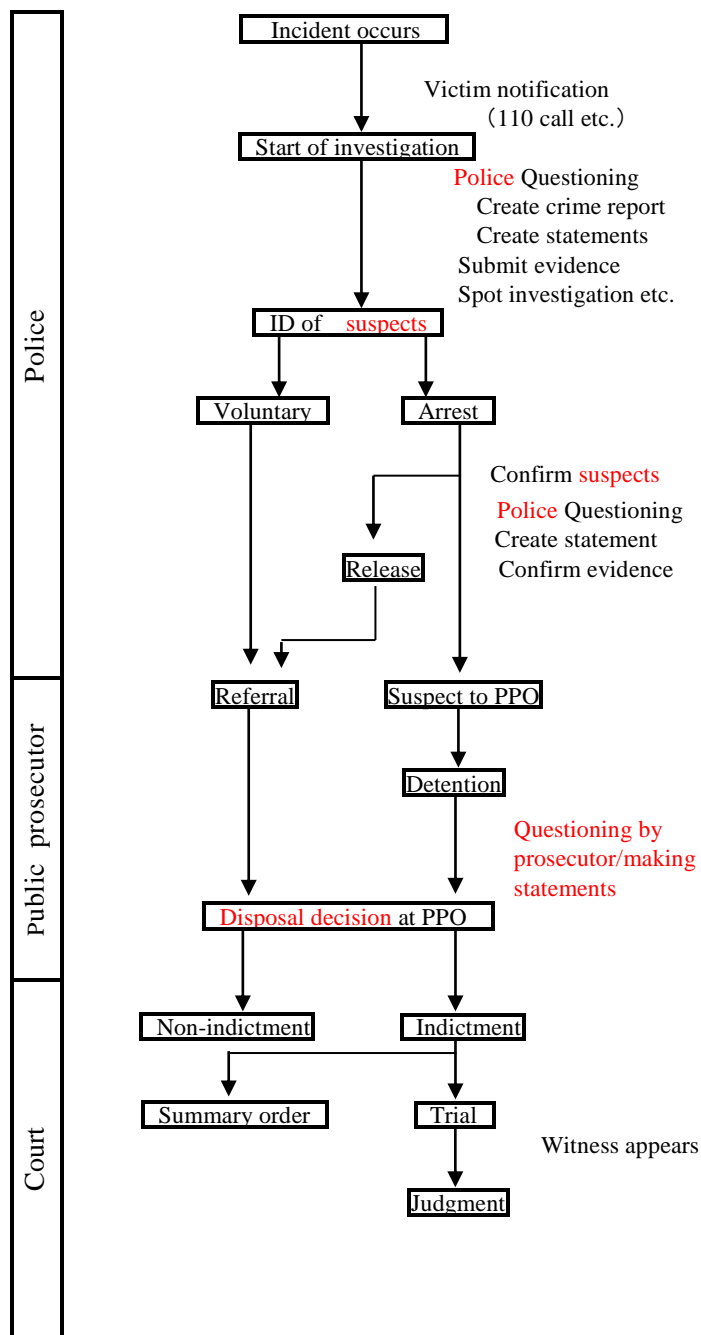 Incident occurs
Victim notification
（110 call etc.）
Start of investigation
Police Questioning
Create crime report
Create statements
Submit evidence
Spot investigation etc.
ID of suspects
Police
Voluntary
Arrest
Confirm suspects
Police Questioning
Create statement
Confirm evidence
Release
Referral
Suspect to PPO
Public prosecutor
Detention
Questioning by
prosecutor/making
statements
Disposal decision at PPO
Non-indictment
Indictment
Court
Summary order
Trial
Witness appears
Judgment